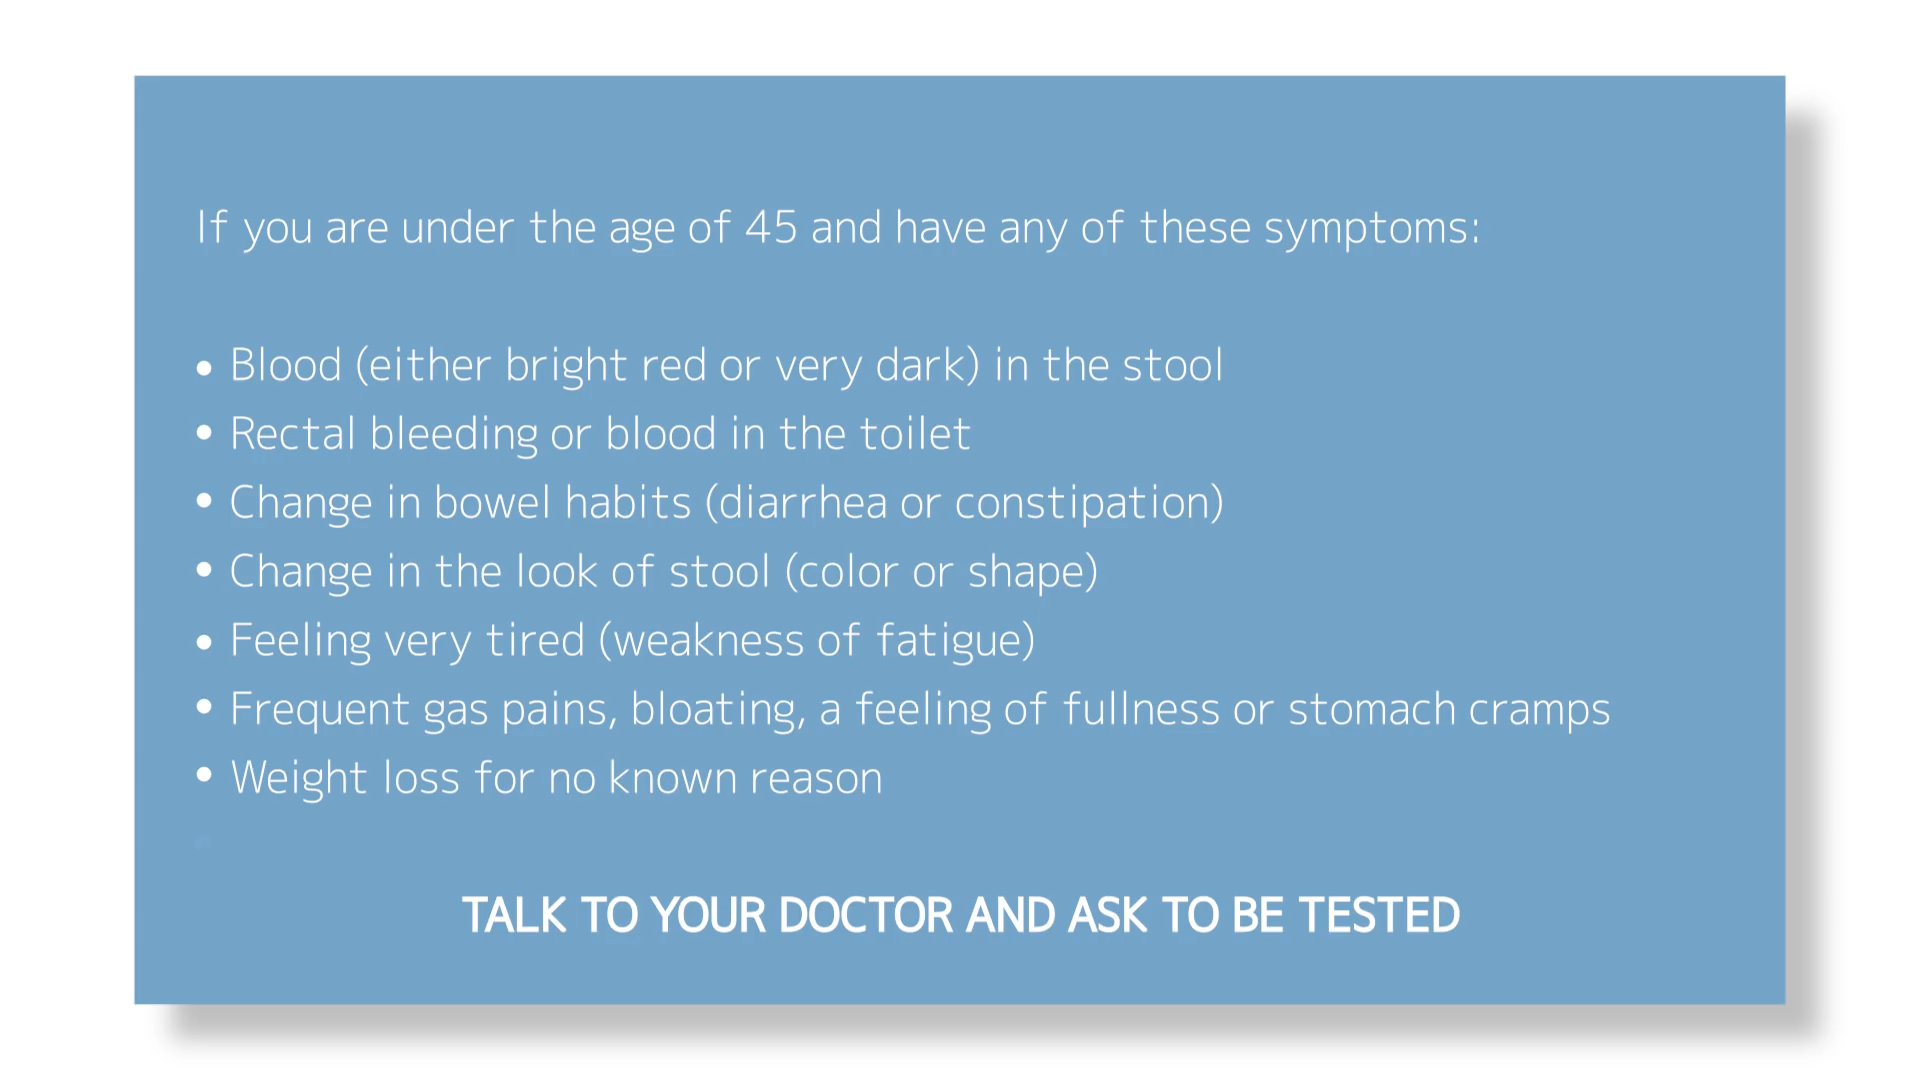 If you are under the age of 45 and have any of these symptoms:
• Blood (either bright red or very dark) in the stool
• Rectal bleeding or blood in the toilet
• Change in bowel habits (diarrhea or constipation)
• Change in the look of stool (color or shape)
• Feeling very tired (weakness of fatigue)
• Frequent gas pains, bloating, a feeling of fullness or stomach cramps
• Weight loss for no known reason
TALK TO YOUR DOCTOR AND ASK TO BE TESTED